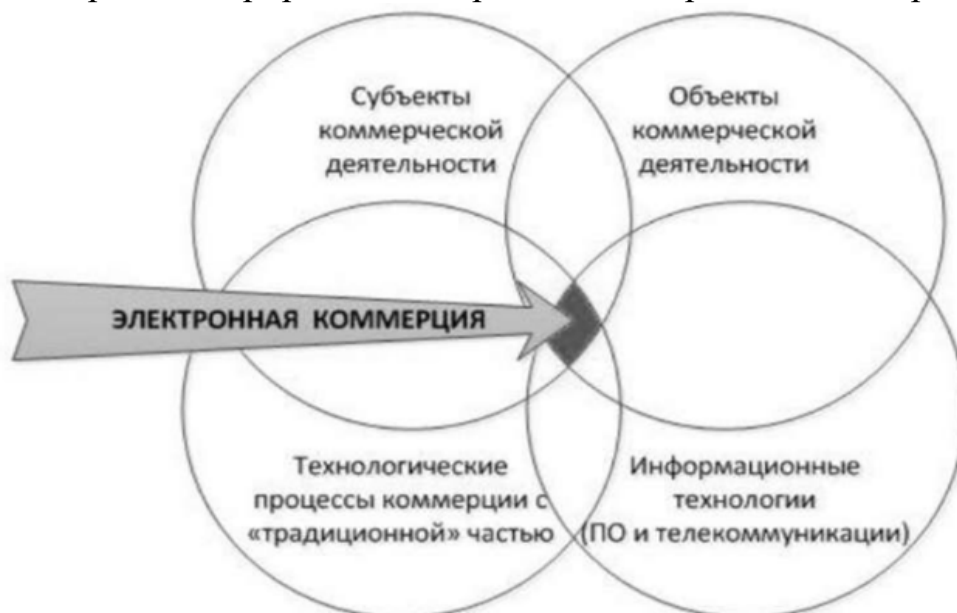 Субъекты
коммерческой
деятельности
Объекты
коммерческой
деятельности
ЭЛЕКТРОННАЯ КОММЕРЦИЯ
Технологические
процессы коммерции с
«традиционной» частью
Информационные
технологии
(ПО и телекоммуникации)